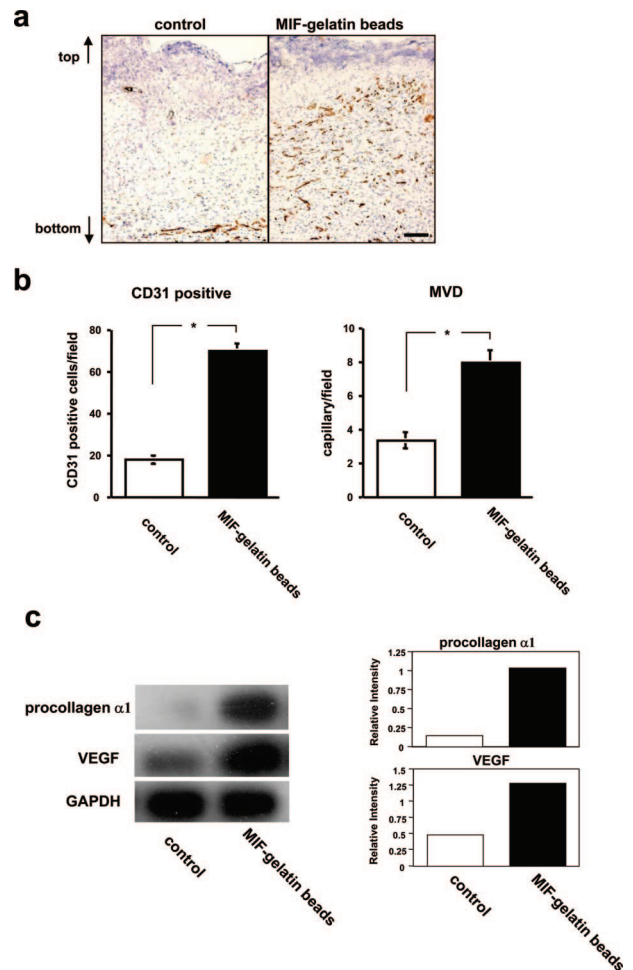 a
control MIF-gelatin beads
top
bottom
b
CD31 positive
CD31 positive cells/field
80
60
40
20
0
*
control
MIF-gelatin beads
MVD
capillary/field
10
8
6
4
2
0
*
control
MIF-gelatin beads
c
procollagen α1
VEGF
GAPDH
control
MIF-gelatin beads
procollagen α1
Relative Intensity
1.25
1
0.75
0.5
0.25
0
VEGF
Relative Intensity
1.5
1.25
1
0.75
0.5
0.25
0
control
MIF-gelatin beads